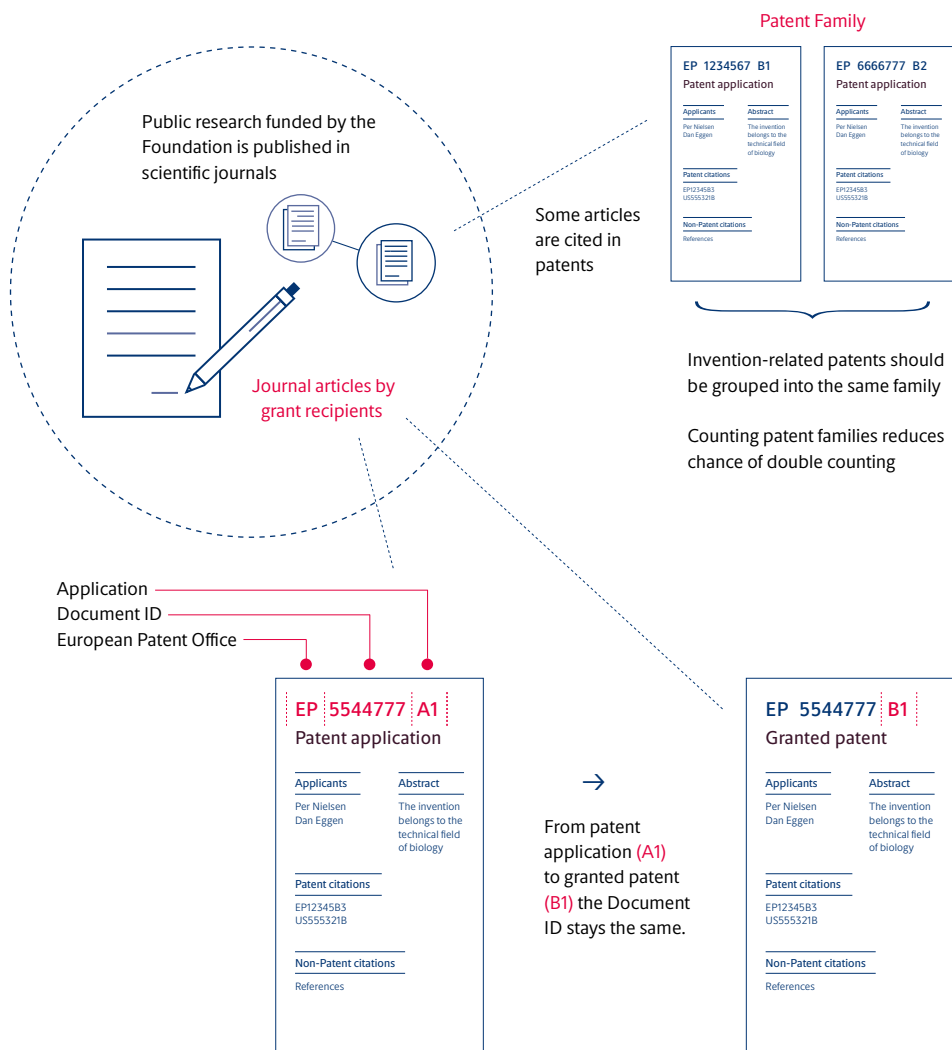 Patent Family
EP 1234567 B1
Patent application
Applicants
Per Nielsen
Dan Eggen
Abstract
The invention
belongs to the
technical field
of biology
Patent citations
EP12345B3
US555321B
Non-Patent citations
References
EP 6666777 B2
Patent application
Applicants
Per Nielsen
Dan Eggen
Abstract
The invention
belongs to the
technical field
of biology
Patent citations
EP12345B3
US555321B
Non-Patent citations
References
Public research funded by the
Foundation is published in
scientific journals
Some articles
are cited in
patents
Journal articles by
grant recipients
Invention-related patents should
be grouped into the same family
Counting patent families reduces
chance of double counting
Application
Document ID
European Patent Office
EP 5544777 A1
Patent application
Applicants
Per Nielsen
Dan Eggen
Abstract
The invention
belongs to the
technical field
of biology
Patent citations
EP12345B3
US555321B
Non-Patent citations
References
→
From patent
application (A1)
to granted patent
(B1) the Document
ID stays the same.
EP 5544777 B1
Granted patent
Applicants
Per Nielsen
Dan Eggen
Abstract
The invention
belongs to the
technical field
of biology
Patent citations
EP12345B3
US555321B
Non-Patent citations
References